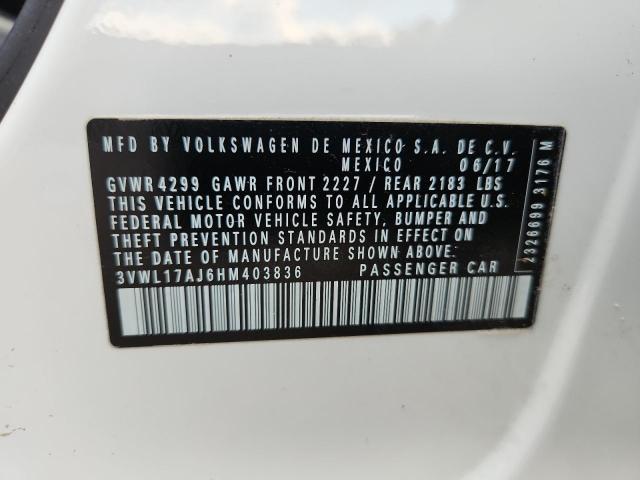 MFD BY VOLKSWAGEN DE MEXICO S.A. DE C.V.
MEXICO 06/17
GVWR 4299 GAWR FRONT 2227 / REAR 2183 LBS
THIS VEHICLE CONFORMS TO ALL APPLICABLE U.S.
FEDERAL MOTOR VEHICLE SAFETY, BUMPER AND
THEFT PREVENTION STANDARDS IN EFFECT ON
THE DATE OF MANUFACTURE SHOWN ABOVE.
3VWL17AJ6HM403836 PASSENGER CAR
2326699 3176 M